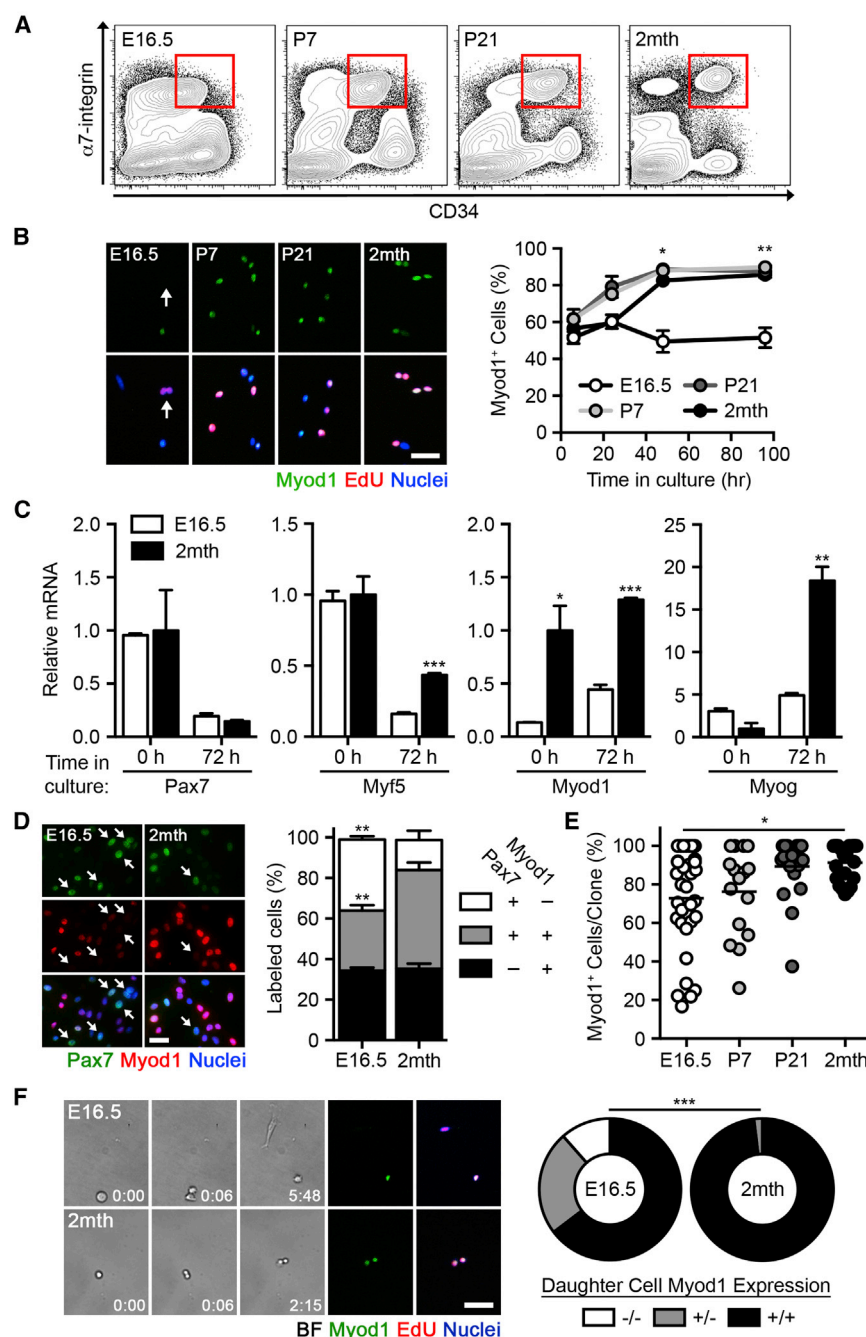 A
E16.5
P7
P21
2mth
α7-integrin
CD34
B
E16.5
P7
P21
2mth
Myod1 EdU Nuclei
* **
Myod1+ Cells (%)
100
80
60
40
20
0
E16.5 P21
P7 2mth
0 20 40 60 80 100
Time in culture (hr)
C
E16.5
2mth
Relative mRNA
2.0
1.5
1.0
0.5
0.0
0 h 72 h
Pax7
1.5
1.0
0.5
0.0
***
0 h 72 h
Myf5
2.0
1.5
1.0
0.5
0.0
* ***
0 h 72 h
Myod1
25
20
15
10
5
0
**
0 h 72 h
Myog
Time in
culture:
D
E16.5
2mth
Pax7 Myod1 Nuclei
Labeled cells (%)
100
80
60
40
20
0
**
**
E16.5 2mth
Pax7 Myod1
+ −
+ +
− +
E
*
Myod1+ Cells/Clone (%)
100
80
60
40
20
0
E16.5 P7 P21 2mth
F
E16.5
0:00
0:06
5:48
2mth
0:00
0:06
2:15
BF Myod1 EdU Nuclei
***
E16.5
2mth
Daughter Cell Myod1 Expression
-/- +/- +/+